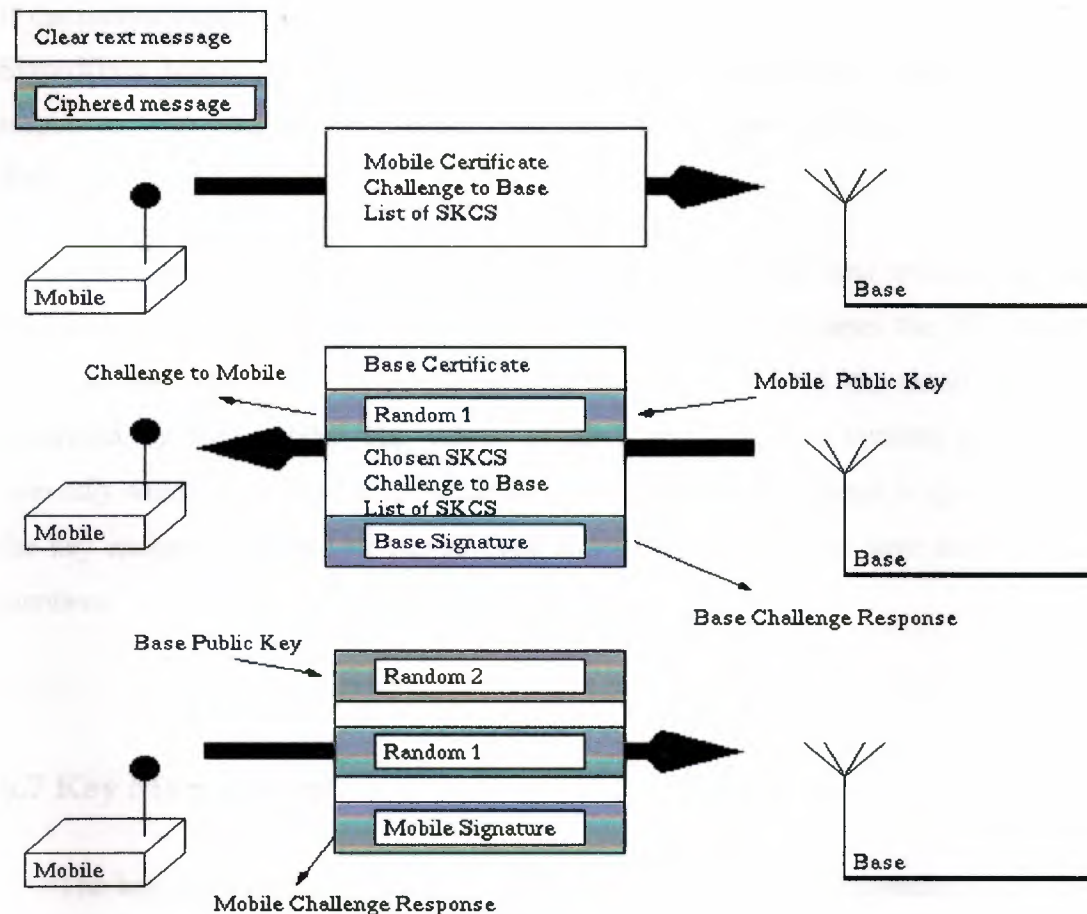 Clear text message
Ciphered message
Mobile Certificate
Challenge to Base
List of SKCS
Mobile
Base
Challenge to Mobile
Base Certificate
Mobile Public Key
Random 1
Chosen SKCS
Challenge to Base
List of SKCS
Base Signature
Mobile
Base
Base Challenge Response
Base Public Key
Random 2
Random 1
Mobile Signature
Mobile
Base
Mobile Challenge Response